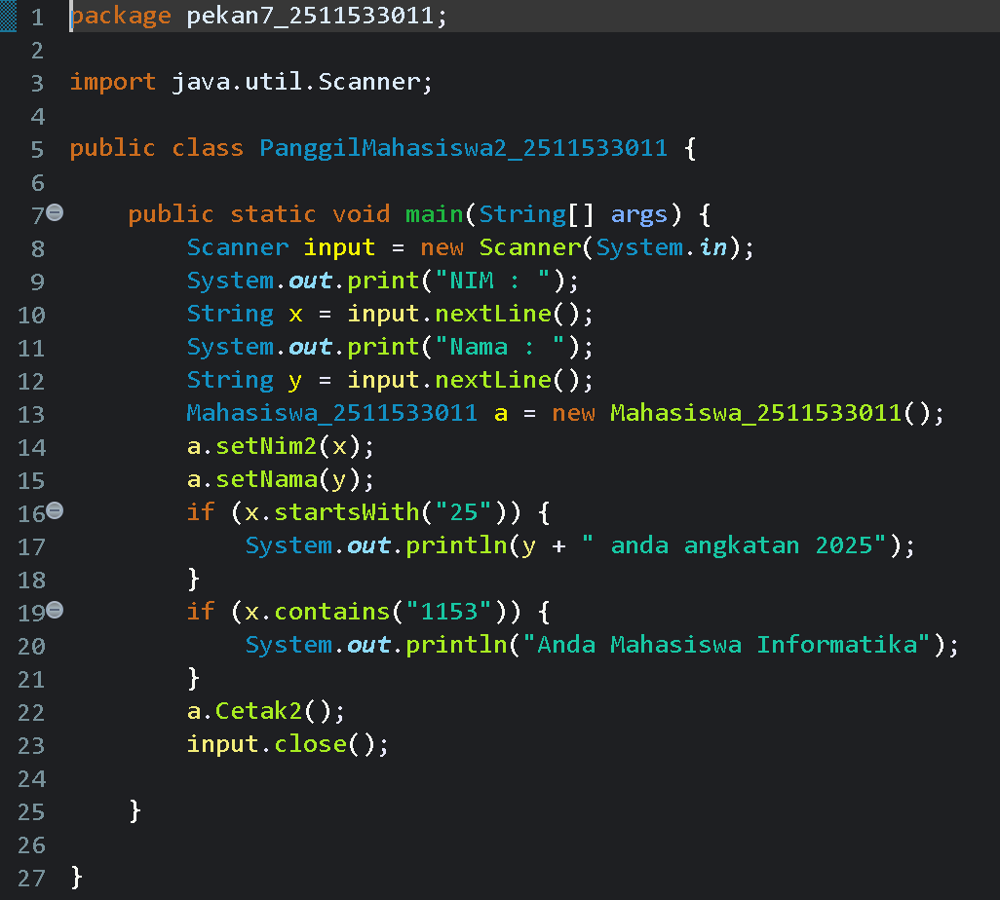 1 package pekan7_2511533011;
2
3 import java.util.Scanner;
4
5 public class PanggilMahasiswa2_2511533011 {
6
7 public static void main(String[] args) {
8 Scanner input = new Scanner(System.in);
9 System.out.print("NIM : ");
10 String x = input.nextLine();
11 System.out.print("Nama : ");
12 String y = input.nextLine();
13 Mahasiswa_2511533011 a = new Mahasiswa_2511533011();
14 a.setNim2(x);
15 a.setNama(y);
16 if (x.startsWith("25")) {
17 System.out.println(y + " anda angkatan 2025");
18 }
19 if (x.contains("1153")) {
20 System.out.println("Anda Mahasiswa Informatika");
21 }
22 a.Cetak2();
23 input.close();
24
25 }
26
27 }